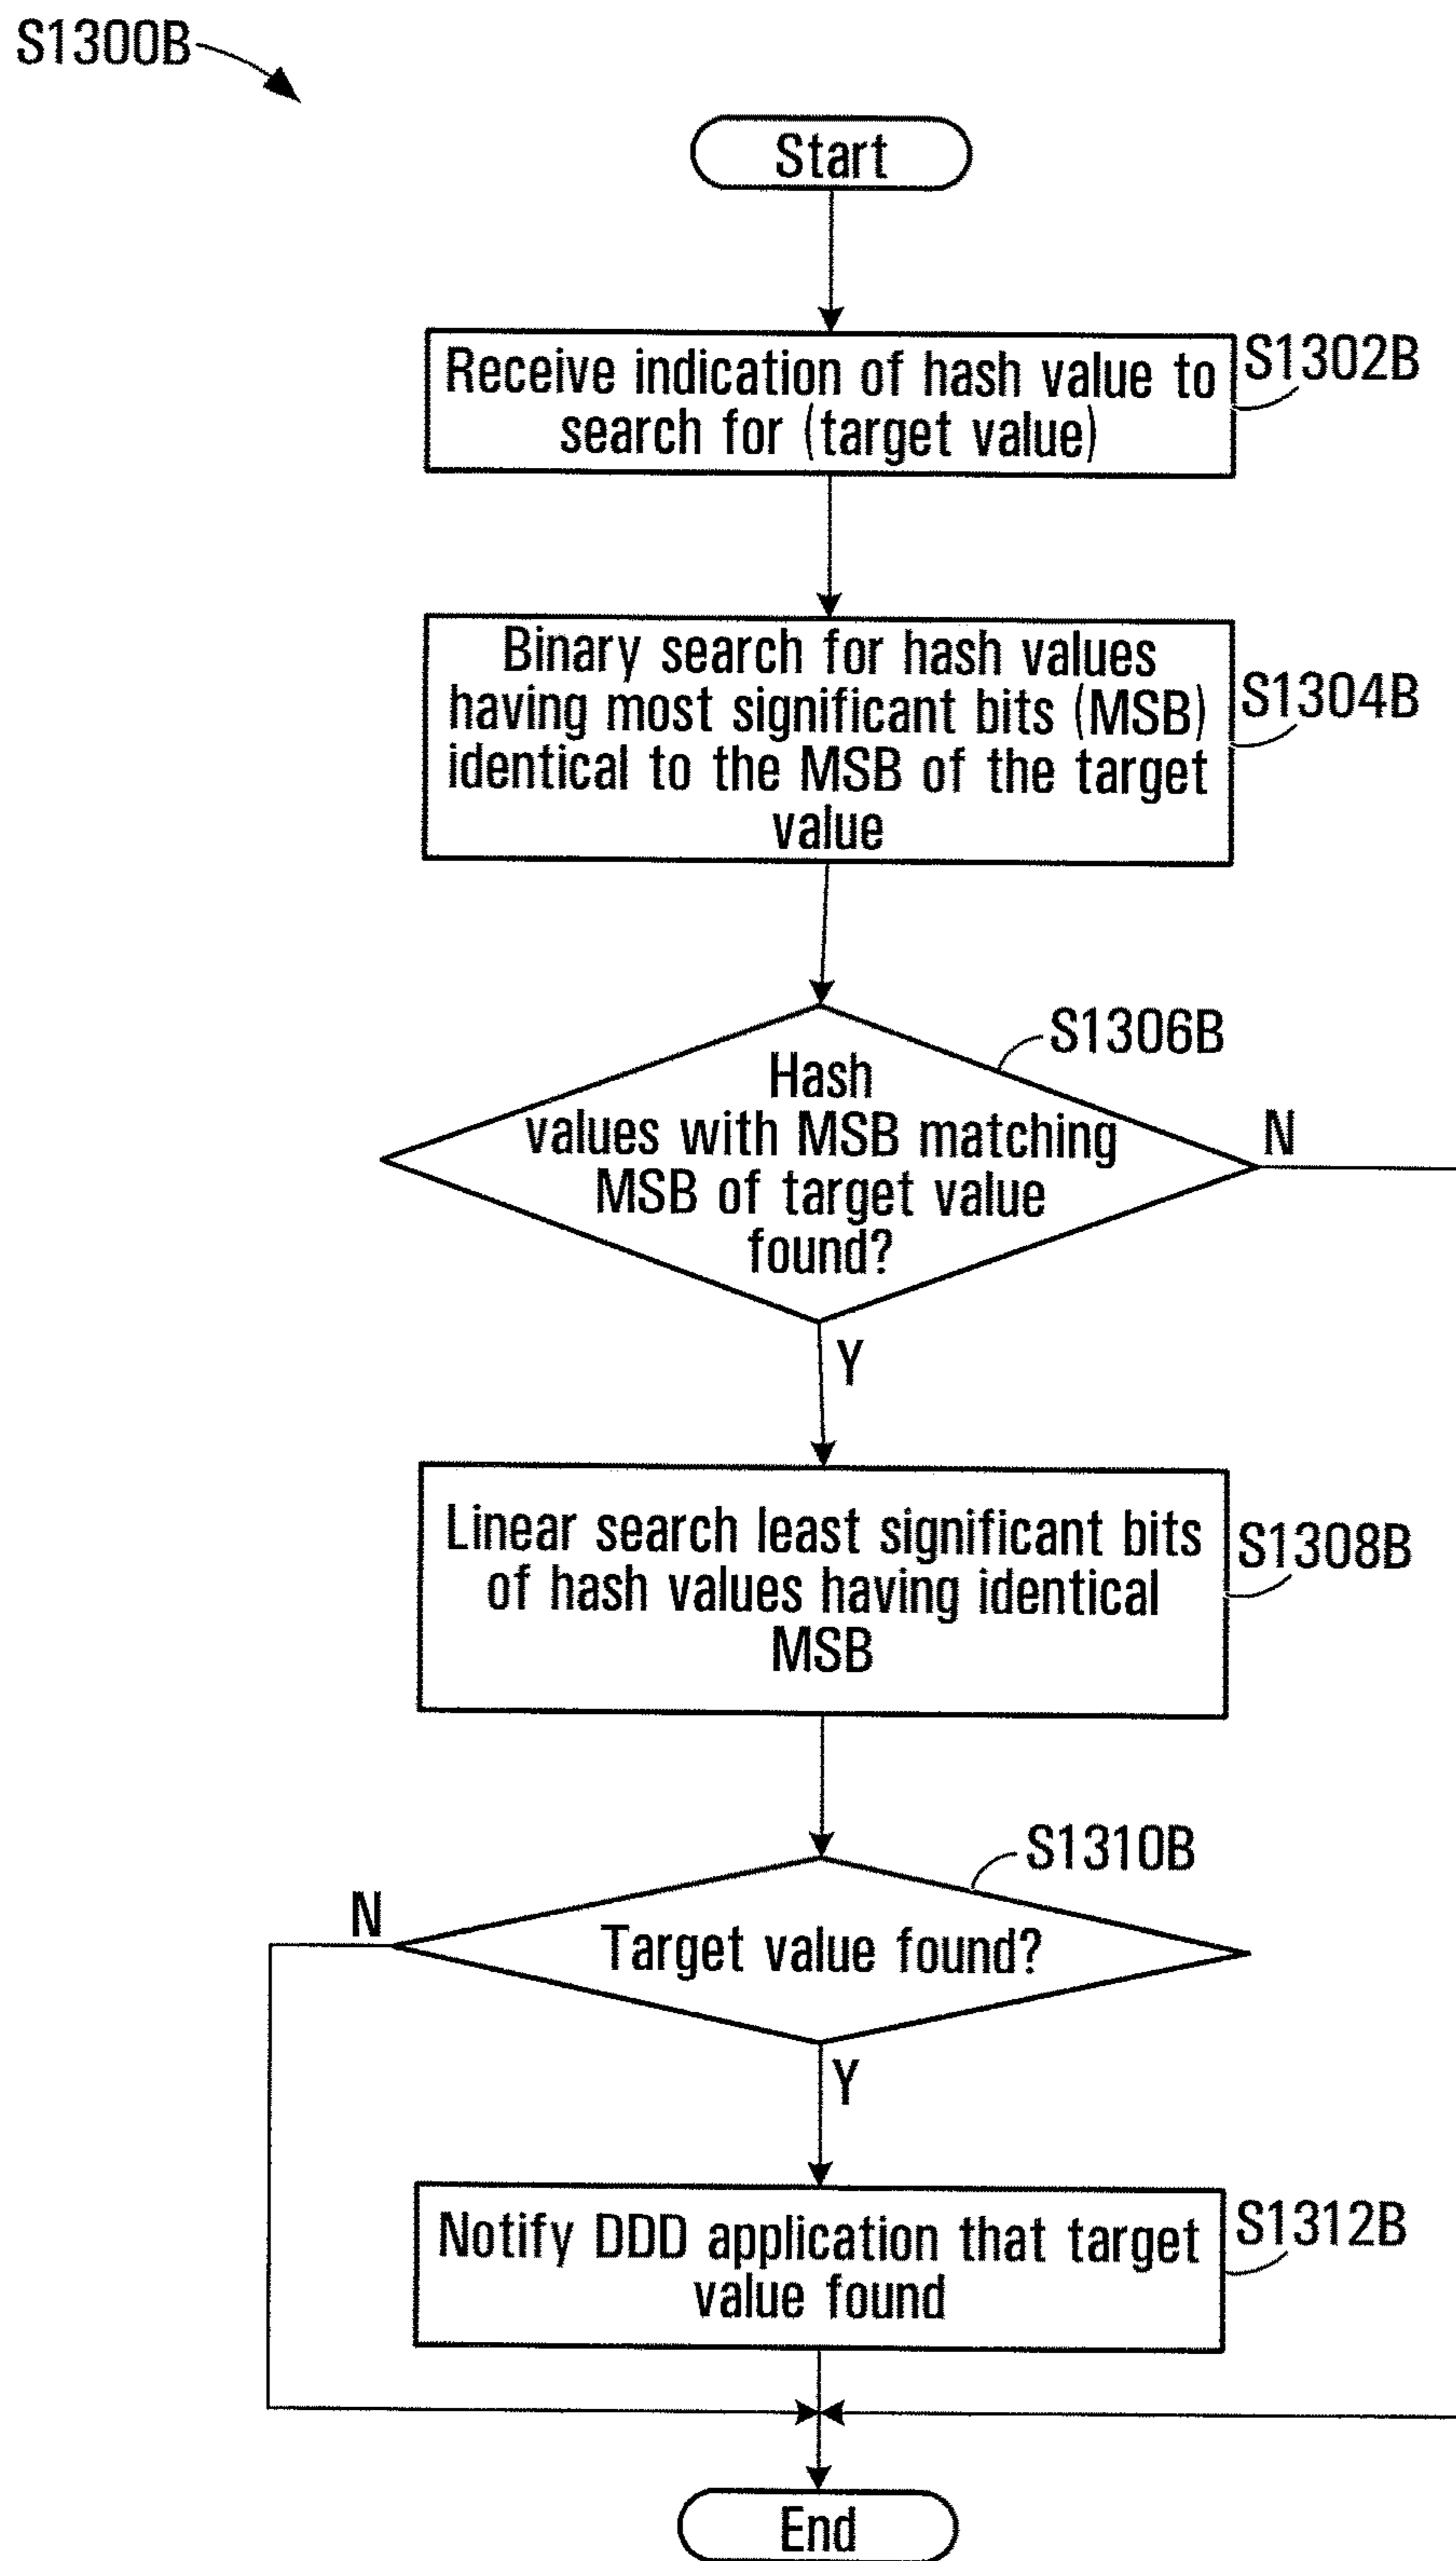 S1300B
Start
Receive indication of hash value to
search for (target value)
S1302B
Binary search for hash values
having most significant bits (MSB)
identical to the MSB of the target
value
S1304B
S1306B
Hash
values with MSB matching
MSB of target value
found?
N
Y
Linear search least significant bits
of hash values having identical
MSB
S1308B
S1310B
N
Target value found?
Y
Notify DDD application that target
value found
S1312B
End